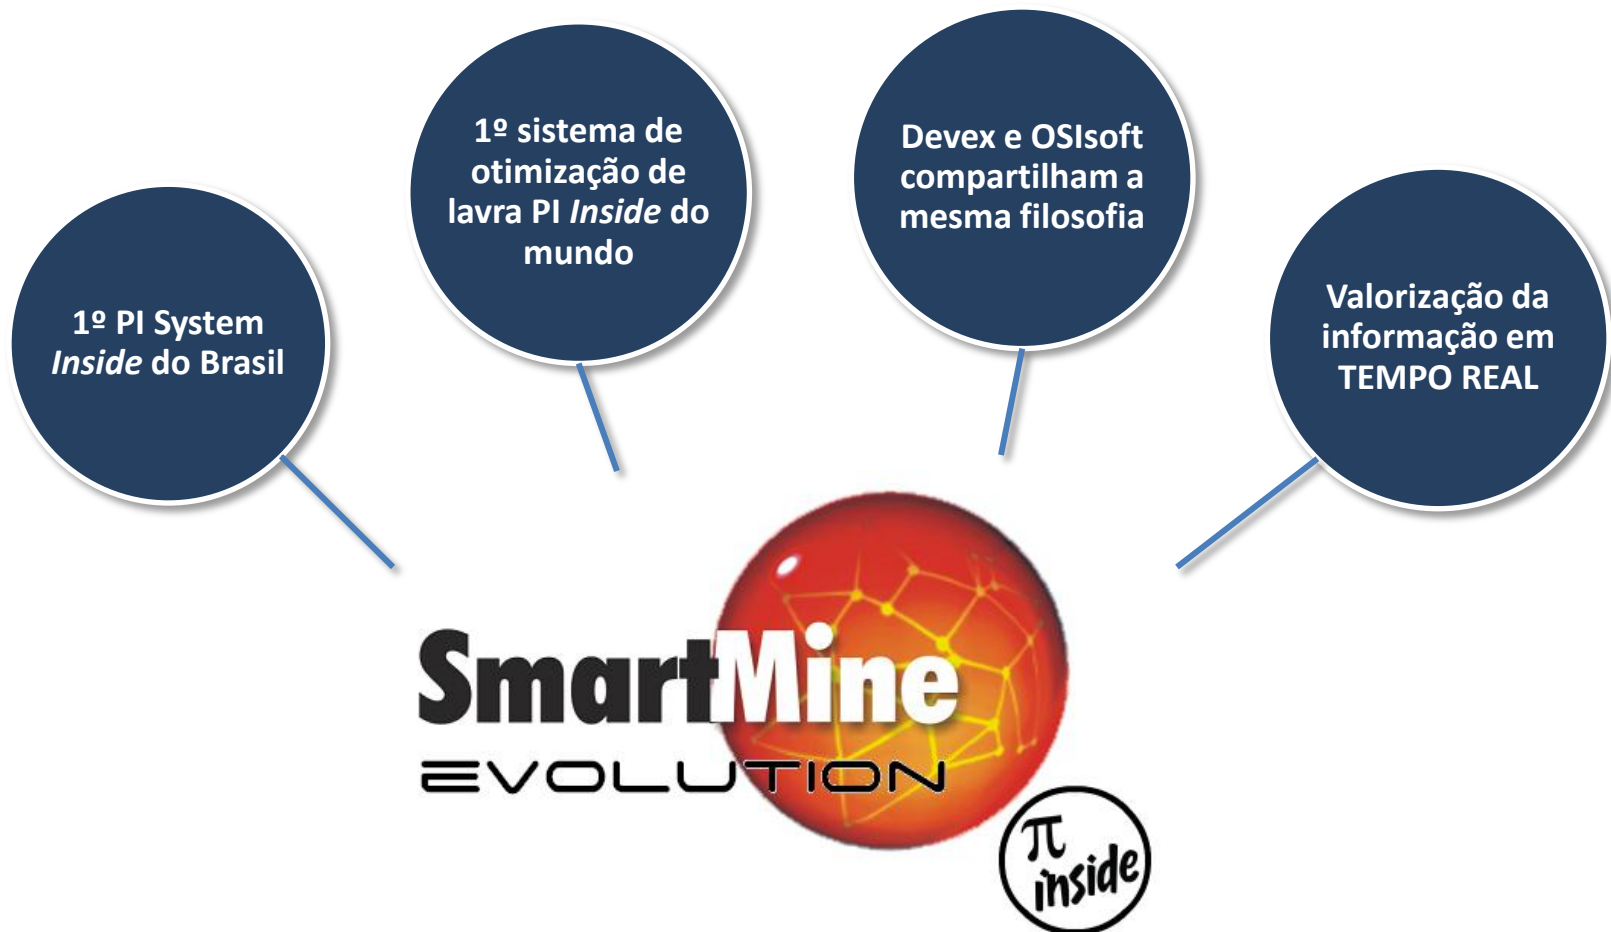 1º PI System
Inside do Brasil
1º sistema de
otimização de
lavra PI Inside do
mundo
Devex e OSIsoft
compartilham a
mesma filosofia
Valorização da
informação em
TEMPO REAL
SmartMine
EVOLUTION
π
inside